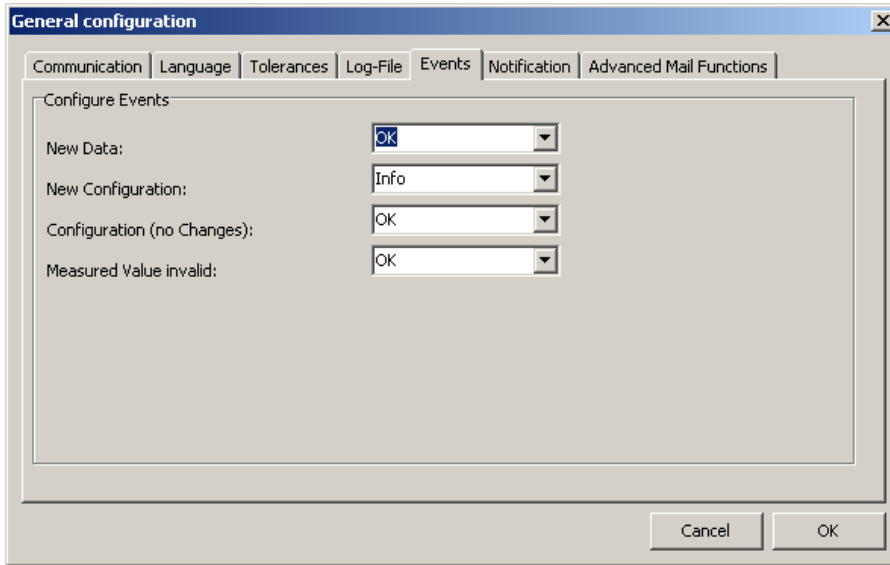 General configuration
Communication Language Tolerances Log-File Events Notification Advanced Mail Functions
Configure Events
New Data: OK
New Configuration: Info
Configuration (no Changes): OK
Measured Value invalid: OK
Cancel OK